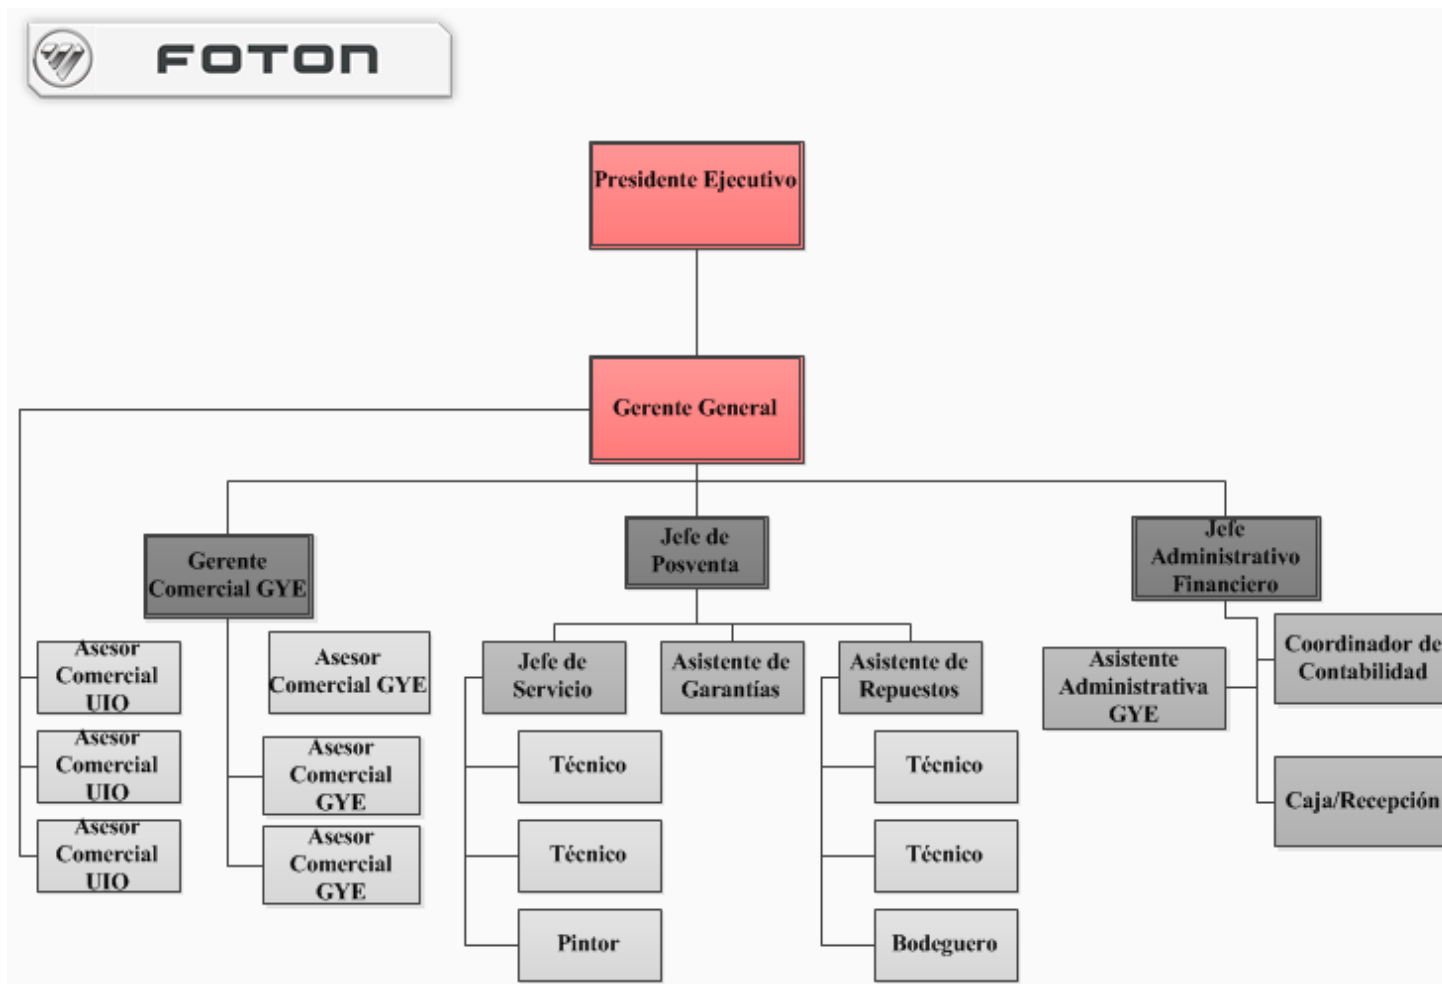 FOTON
Presidente Ejecutivo
Gerente General
Gerente
Comercial GYE
Jefe de
Posventa
Jefe
Administrativo
Financiero
Asesor
Comercial
UIO
Asesor
Comercial GYE
Jefe de
Servicio
Asistente de
Garantías
Asistente de
Repuestos
Asistente
Administrativa
GYE
Coordinador de
Contabilidad
Asesor
Comercial
UIO
Asesor
Comercial
GYE
Técnico
Técnico
Caja/Recepción
Asesor
Comercial
UIO
Asesor
Comercial
GYE
Técnico
Técnico
Pintor
Bodeguero